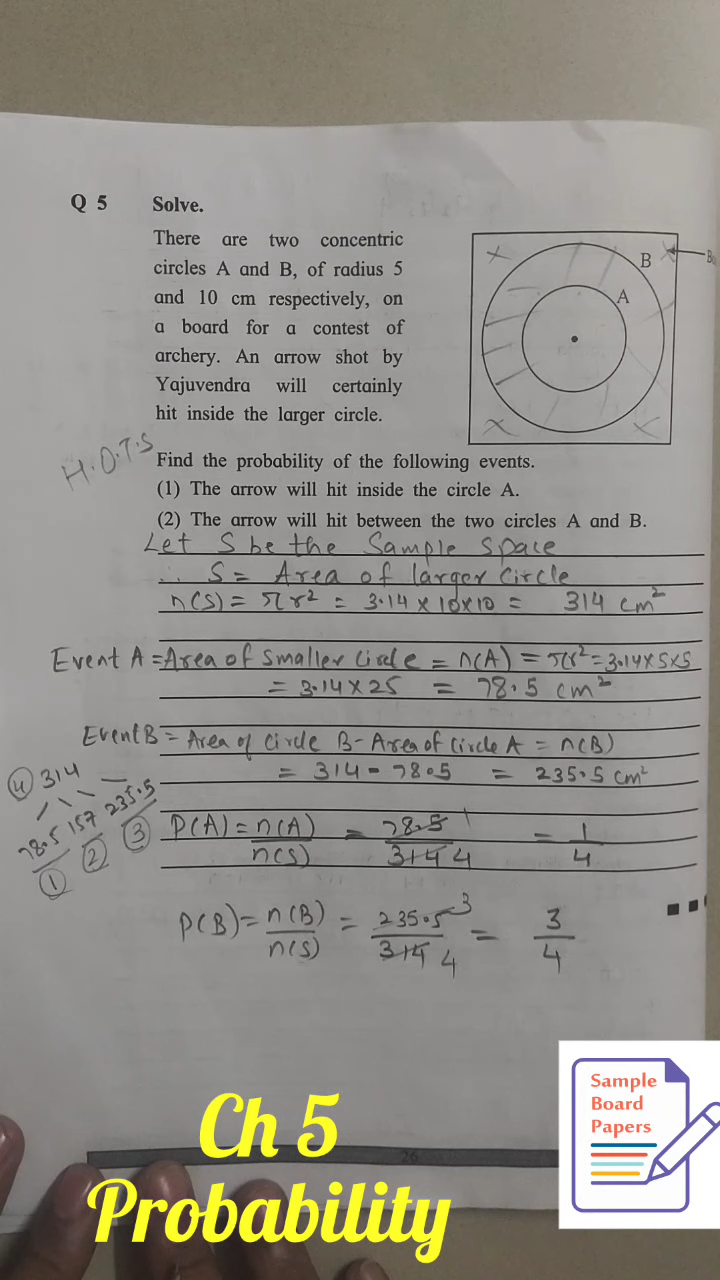 Q 5 Solve.
There are two concentric
circles A and B, of radius 5
and 10 cm respectively, on
a board for a contest of
archery. An arrow shot by
Yajuvendra will certainly
hit inside the larger circle.
B
A
H.O.T.S
Find the probability of the following events.
(1) The arrow will hit inside the circle A.
(2) The arrow will hit between the two circles A and B.
Let S be the Sample space
∴ S = Area of larger circle
n(S) = πr² = 3.14 × 10 × 10 = 314 cm²
Event A = Area of smaller circle = n(A) = πr² = 3.14 × 5 × 5
= 3.14 × 25 = 78.5 cm²
Event B = Area of circle B - Area of circle A = n(B)
= 314 - 78.5 = 235.5 cm²
④ 314
78.5 157 235.5
① ② ③
P(A) = n(A)/n(S) = 78.5 1/314 4 = 1/4
P(B) = n(B)/n(S) = 235.5 3/314 4 = 3/4
26
Sample
Board
Papers
Ch 5
Probability